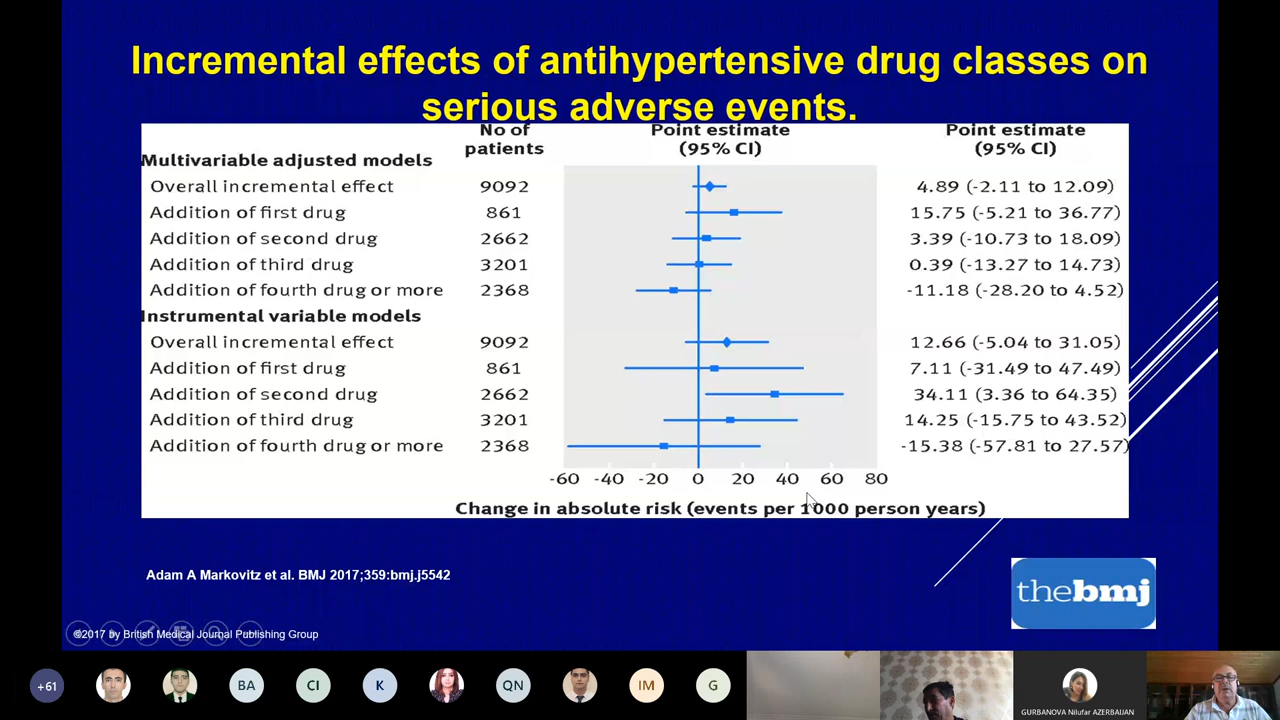 Incremental effects of antihypertensive drug classes on
serious adverse events.
No of patients
Point estimate (95% CI)
Point estimate (95% CI)
Multivariable adjusted models
Overall incremental effect 9092 4.89 (-2.11 to 12.09)
Addition of first drug 861 15.75 (-5.21 to 36.77)
Addition of second drug 2662 3.39 (-10.73 to 18.09)
Addition of third drug 3201 0.39 (-13.27 to 14.73)
Addition of fourth drug or more 2368 -11.18 (-28.20 to 4.52)
Instrumental variable models
Overall incremental effect 9092 12.66 (-5.04 to 31.05)
Addition of first drug 861 7.11 (-31.49 to 47.49)
Addition of second drug 2662 34.11 (3.36 to 64.35)
Addition of third drug 3201 14.25 (-15.75 to 43.52)
Addition of fourth drug or more 2368 -15.38 (-57.81 to 27.57)
-60 -40 -20 0 20 40 60 80
Change in absolute risk (events per 1000 person years)
Adam A Markovitz et al. BMJ 2017;359:bmj.j5542
thebmj
©2017 by British Medical Journal Publishing Group
+61 BA CI K QN IM G
GURBANOVA Nilufar AZERBAIJAN